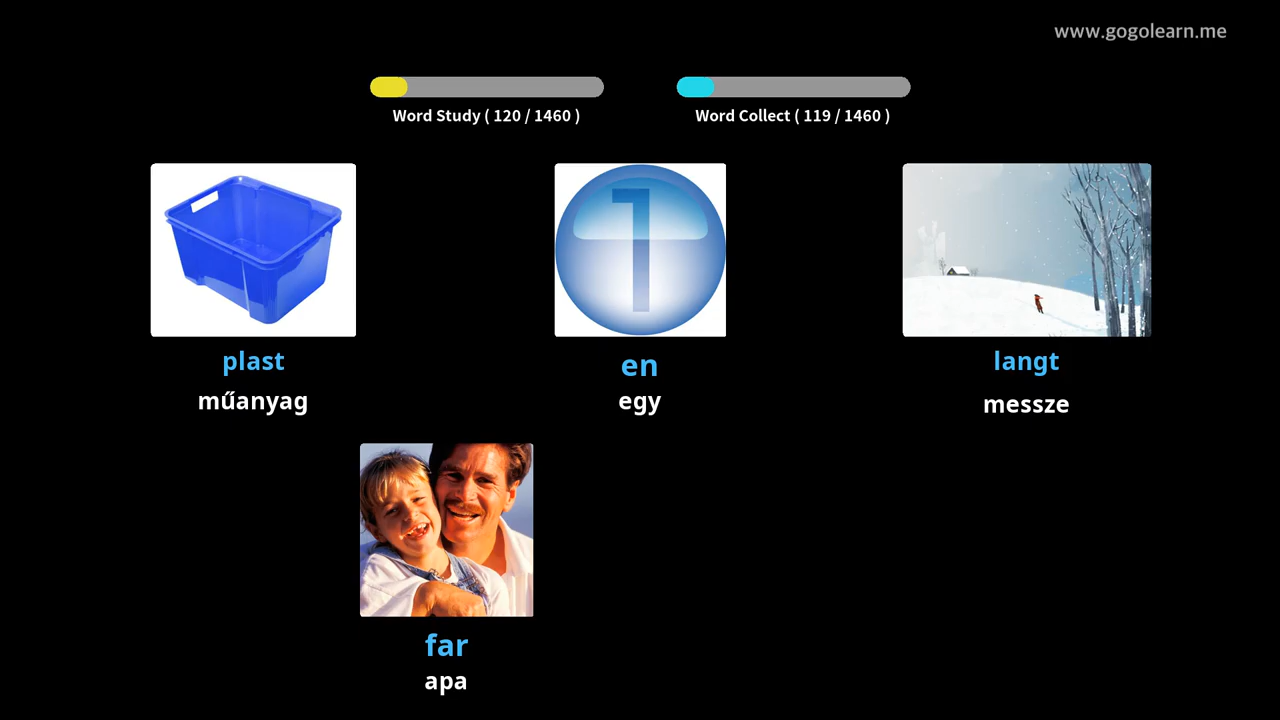 www.gogolearn.me
Word Study ( 120 / 1460 )
Word Collect ( 119 / 1460 )
1
plast
műanyag
en
egy
langt
messze
far
apa